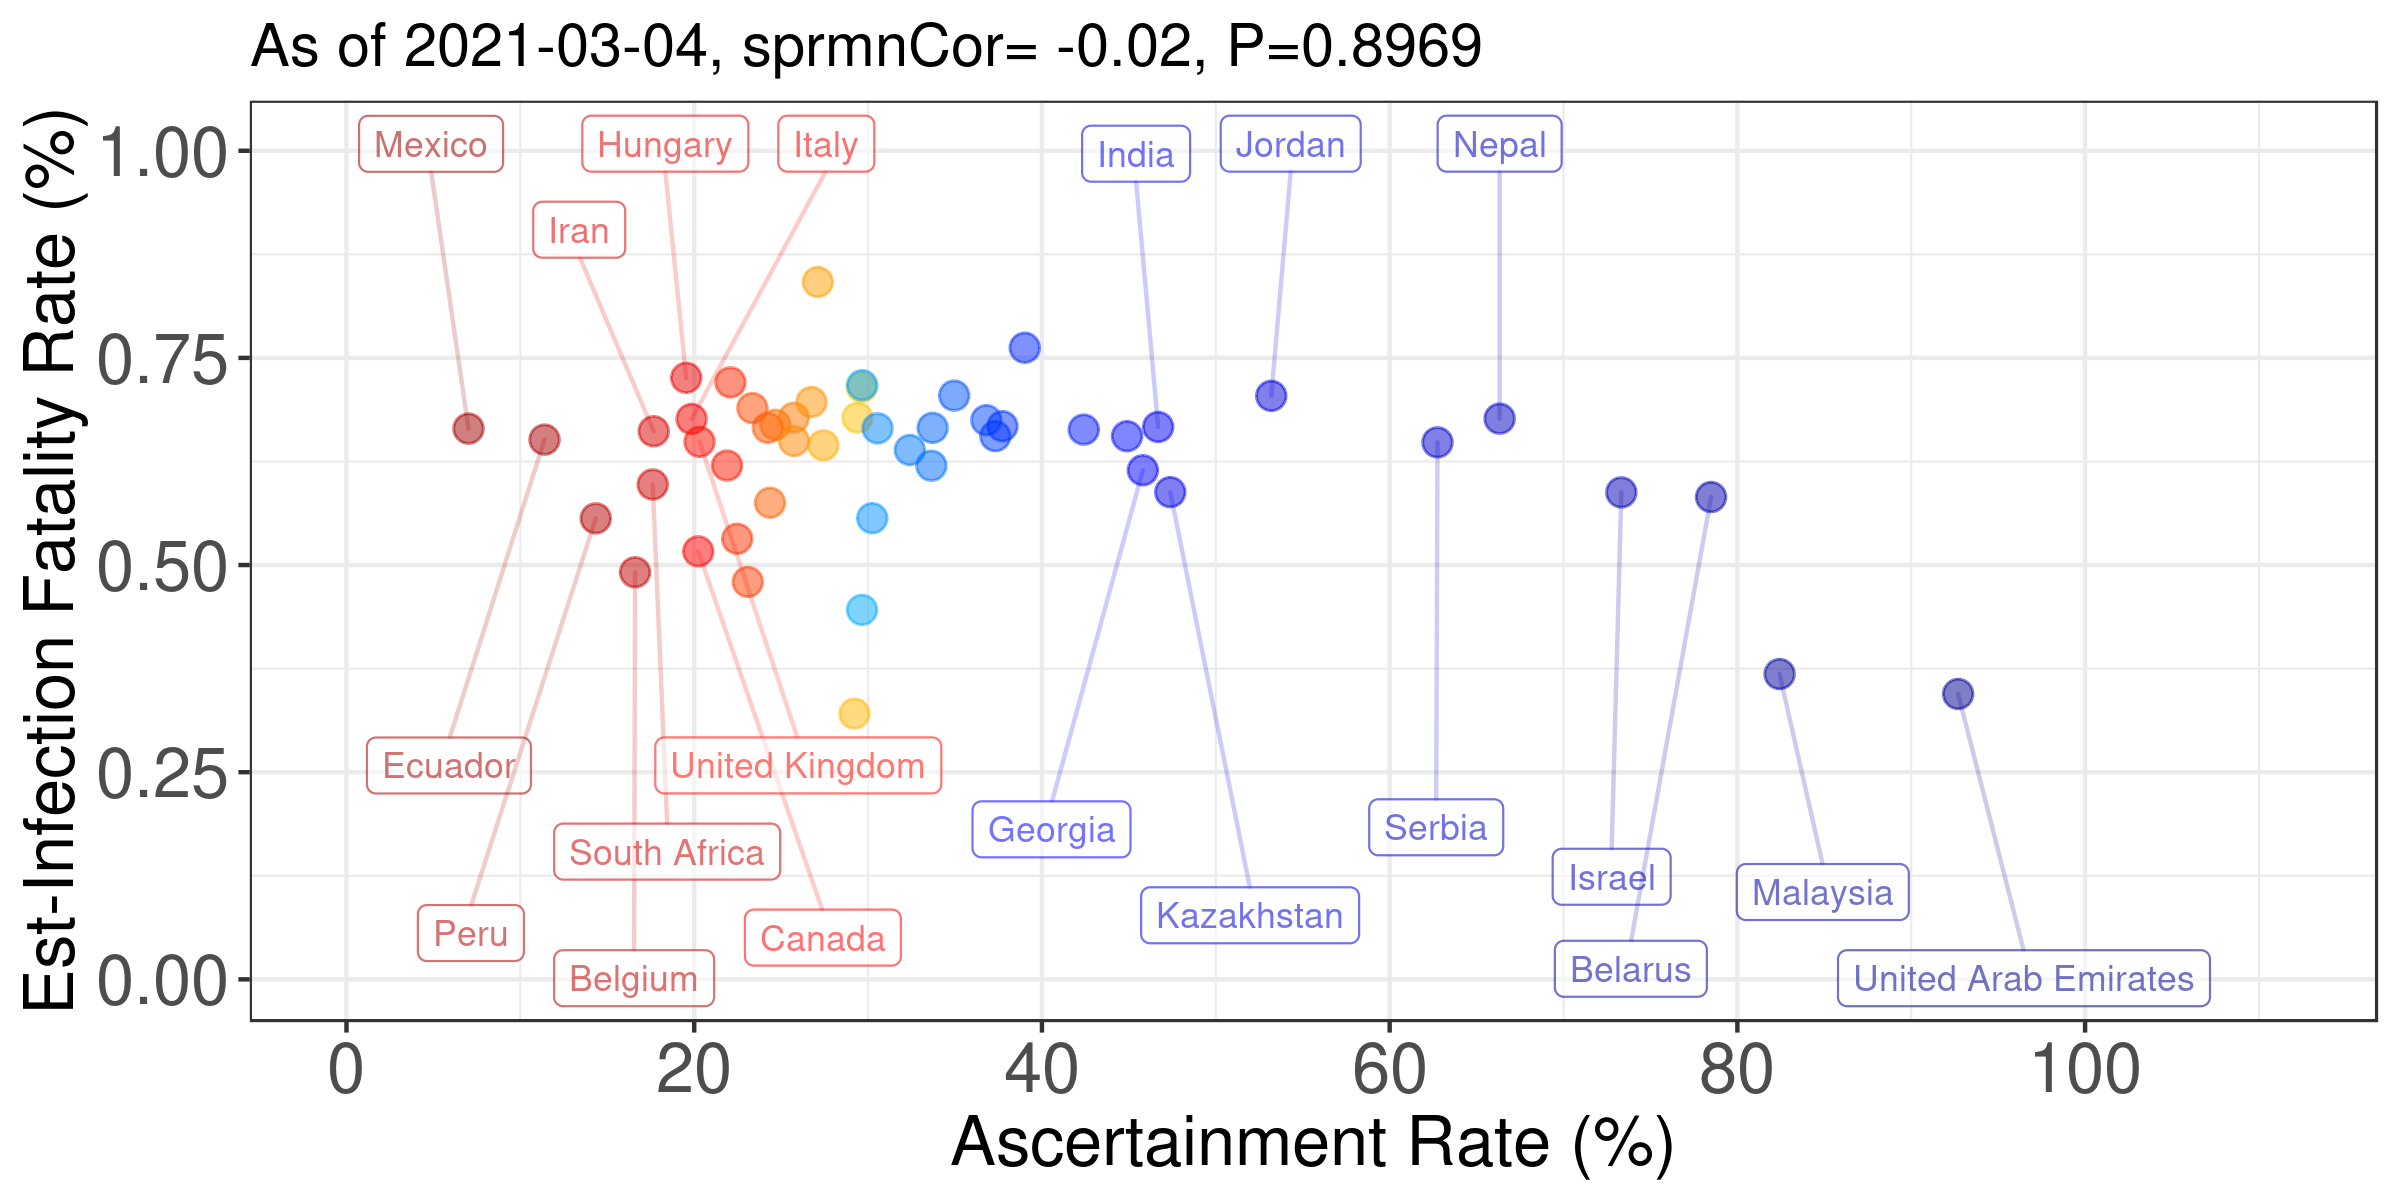 As of 2021-03-04, sprmnCor= -0.02, P=0.8969
Est-Infection Fatality Rate (%)
1.00
0.75
0.50
0.25
0.00
Mexico
Hungary
Italy
India
Jordan
Nepal
Iran
Ecuador
United Kingdom
Georgia
Serbia
South Africa
Israel
Malaysia
Kazakhstan
Peru
Canada
Belgium
Belarus
United Arab Emirates
0
20
40
60
80
100
Ascertainment Rate (%)